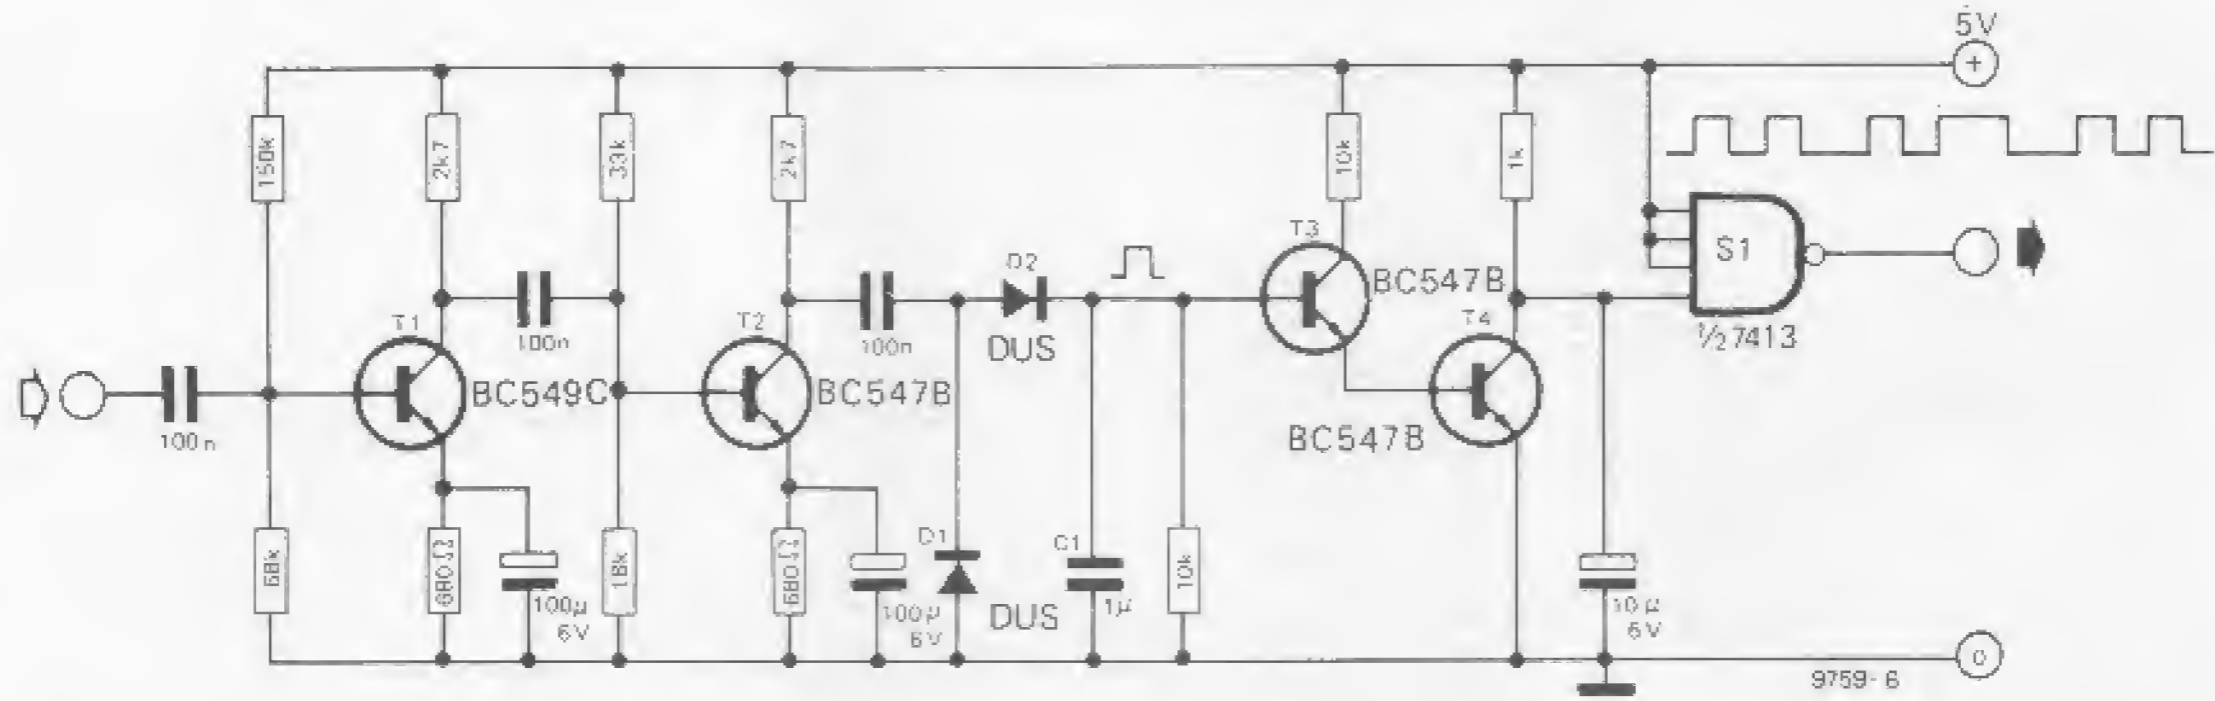 5V
+
150k
2k7
33k
2k7
10k
1k
T3
S1
D2
BC547B
T1
T2
T4
100n
100n
DUS
½7413
BC549C
BC547B
100n
BC547B
D1
C1
68k
680Ω
100µ
6V
18k
680Ω
100µ
6V
DUS
1µ
10k
10µ
6V
0
9759-6